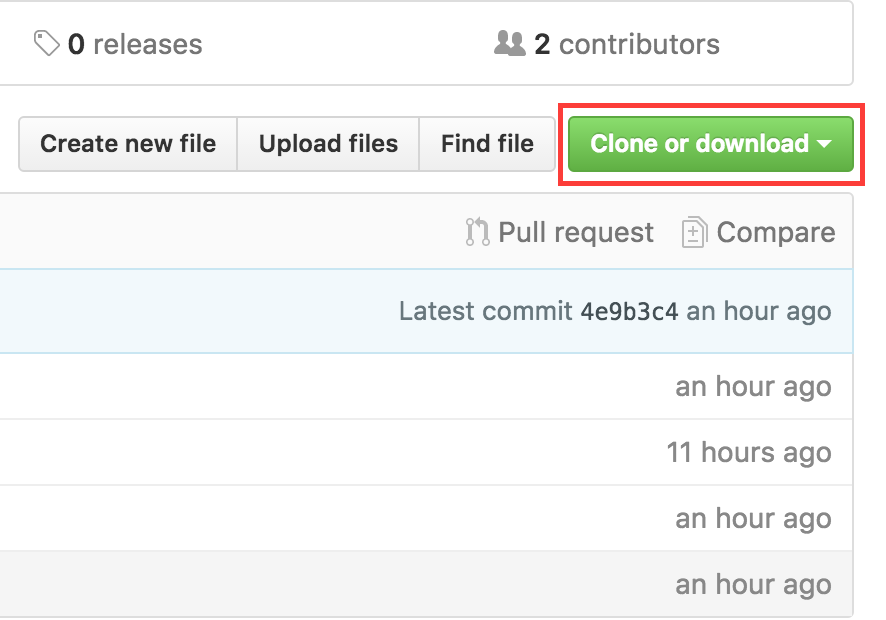 0 releases 2 contributors
Create new file Upload files Find file Clone or download
Pull request Compare
Latest commit 4e9b3c4 an hour ago
an hour ago
11 hours ago
an hour ago
an hour ago